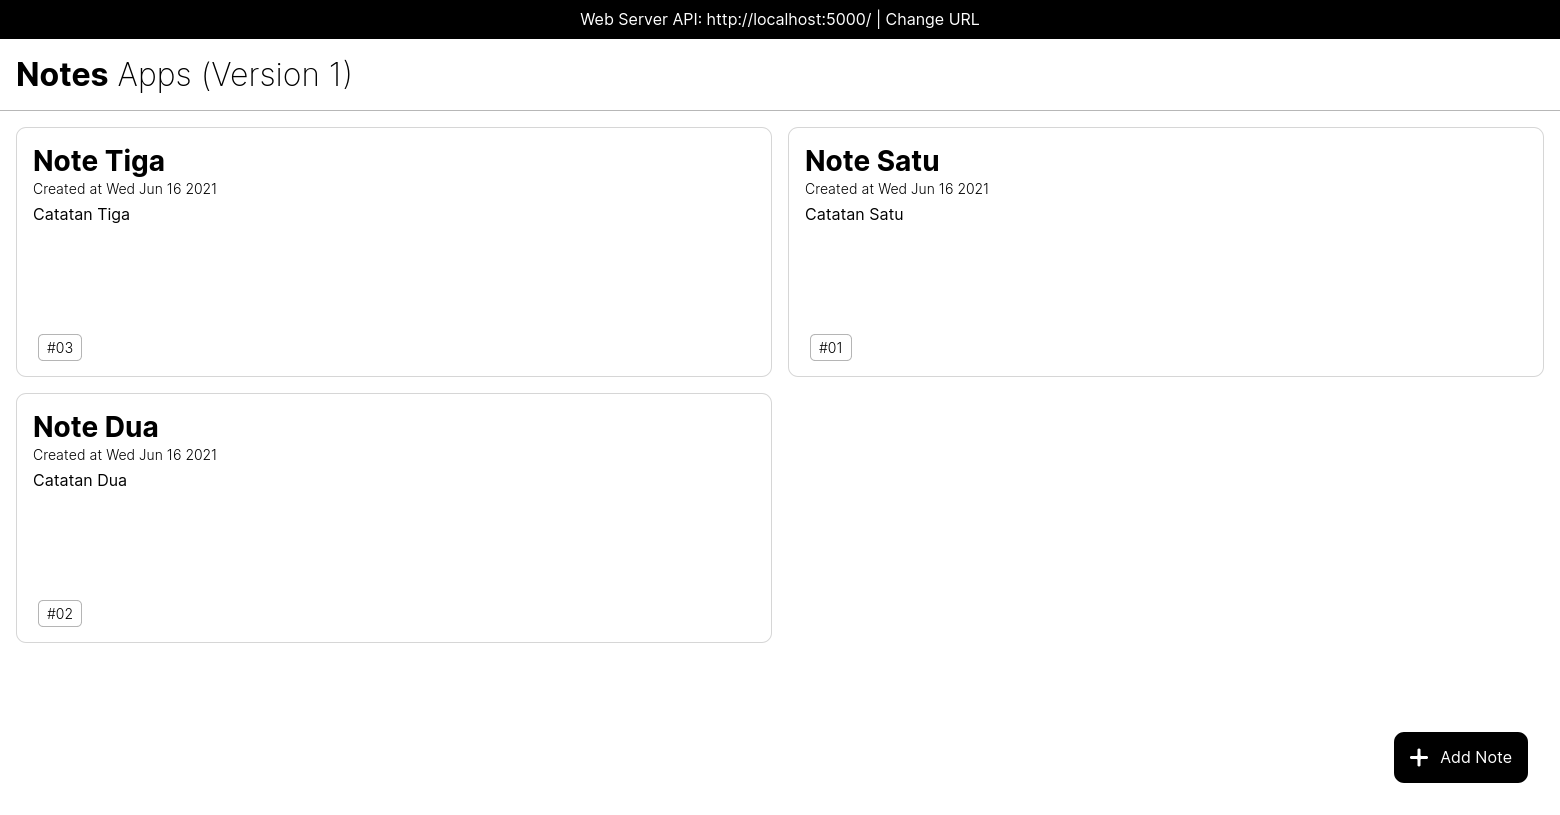 Web Server API: http://localhost:5000/ | Change URL
Notes Apps (Version 1)
Note Tiga
Created at Wed Jun 16 2021
Catatan Tiga
#03
Note Satu
Created at Wed Jun 16 2021
Catatan Satu
#01
Note Dua
Created at Wed Jun 16 2021
Catatan Dua
#02
Add Note